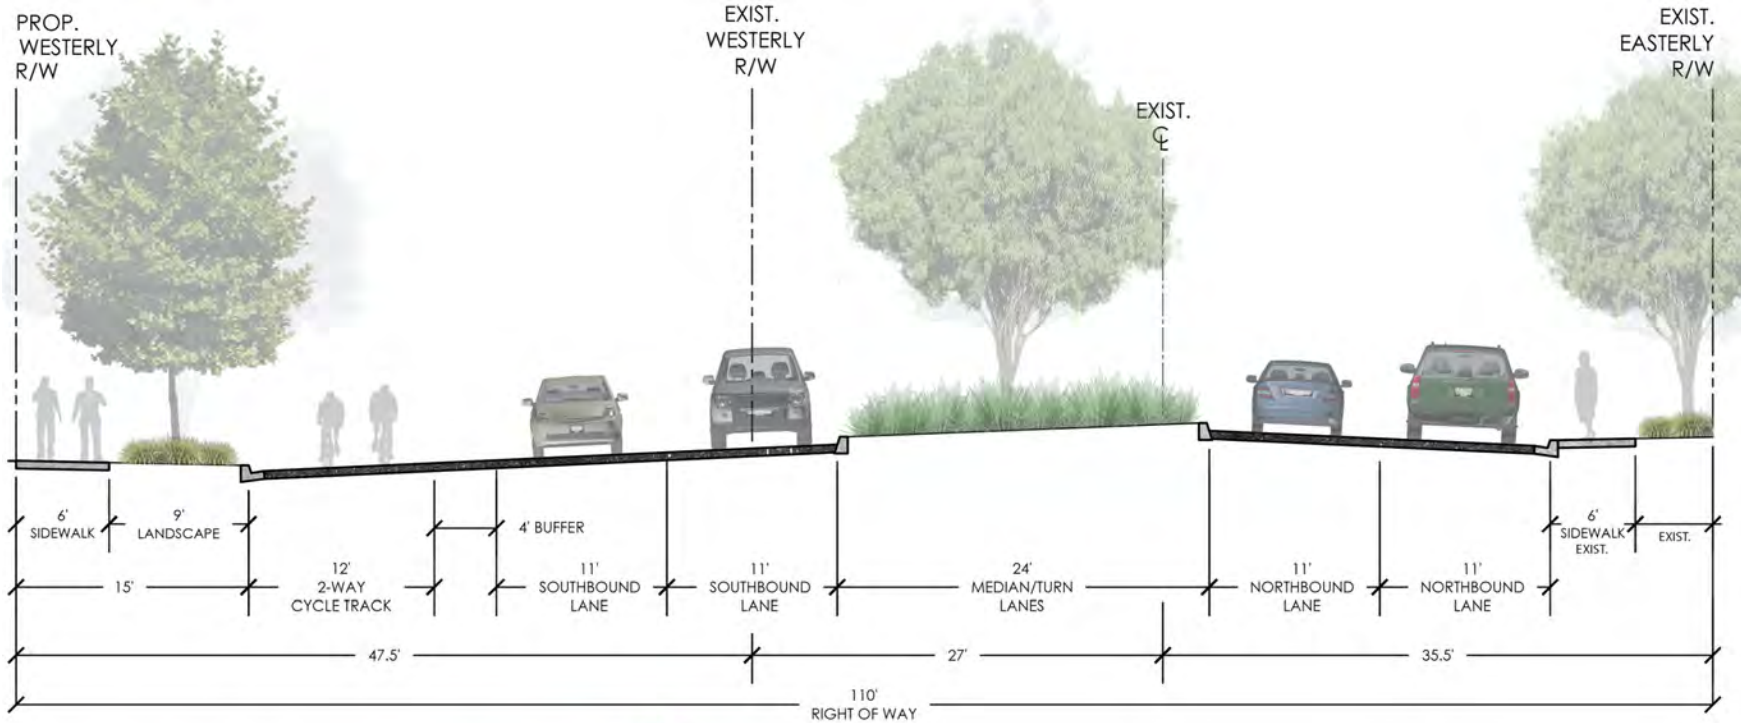 PROP.
WESTERLY
R/W
EXIST.
WESTERLY
R/W
EXIST.
℄
EXIST.
EASTERLY
R/W
6'
SIDEWALK
9'
LANDSCAPE
4' BUFFER
6'
SIDEWALK
EXIST.
EXIST.
15'
12'
2-WAY
CYCLE TRACK
11'
SOUTHBOUND
LANE
11'
SOUTHBOUND
LANE
24'
MEDIAN/TURN
LANES
11'
NORTHBOUND
LANE
11'
NORTHBOUND
LANE
47.5'
27'
35.5'
110'
RIGHT OF WAY